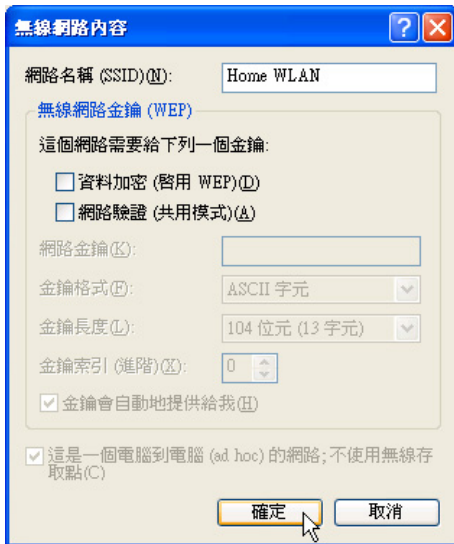 無線網路內容
網路名稱 (SSID)(N): Home WLAN
無線網路金鑰 (WEP)
這個網路需要給下列一個金鑰:
資料加密 (啓用 WEP)(D)
網路驗證 (共用模式)(A)
網路金鑰(K):
金鑰格式(F): ASCII 字元
金鑰長度(L): 104 位元 (13 字元)
金鑰索引 (進階)(X): 0
金鑰會自動地提供給我(H)
這是一個電腦到電腦 (ad hoc) 的網路;不使用無線存
取點(C)
確定 取消